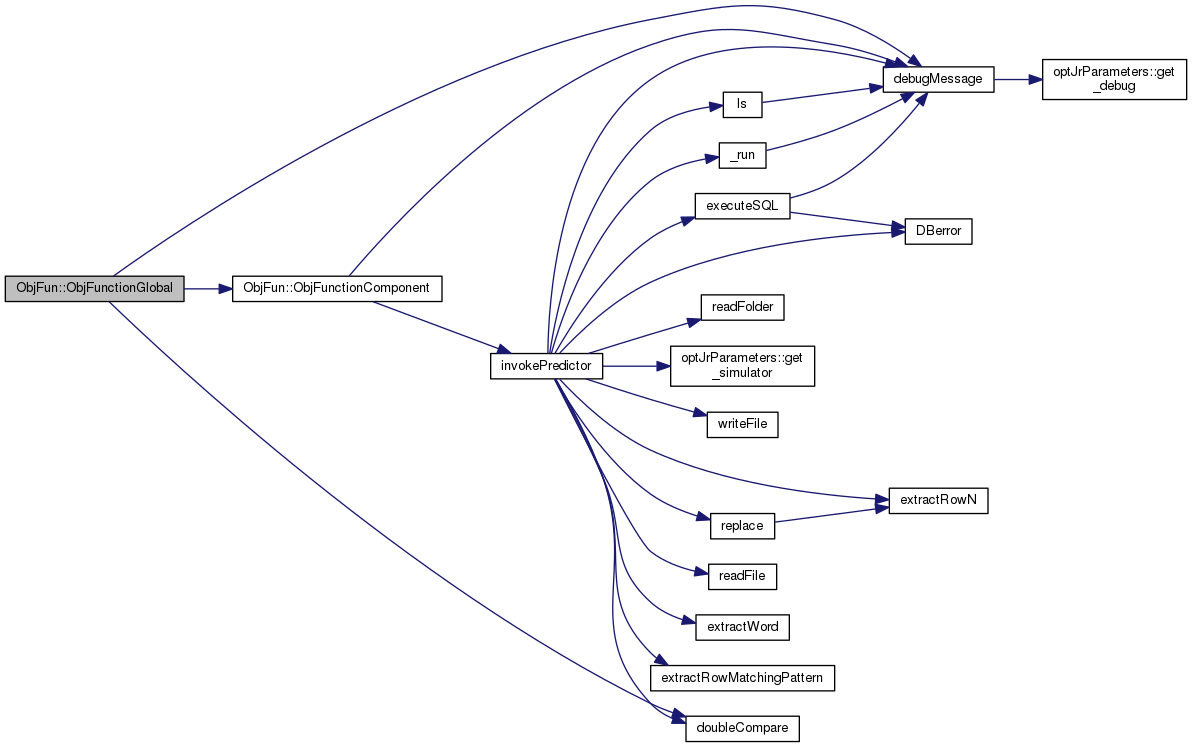 debugMessage
optJrParameters::get
_debug
ls
_run
executeSQL
DBerror
ObjFun::ObjFunctionGlobal
ObjFun::ObjFunctionComponent
readFolder
invokePredictor
optJrParameters::get
_simulator
writeFile
extractRowN
replace
readFile
extractWord
extractRowMatchingPattern
doubleCompare